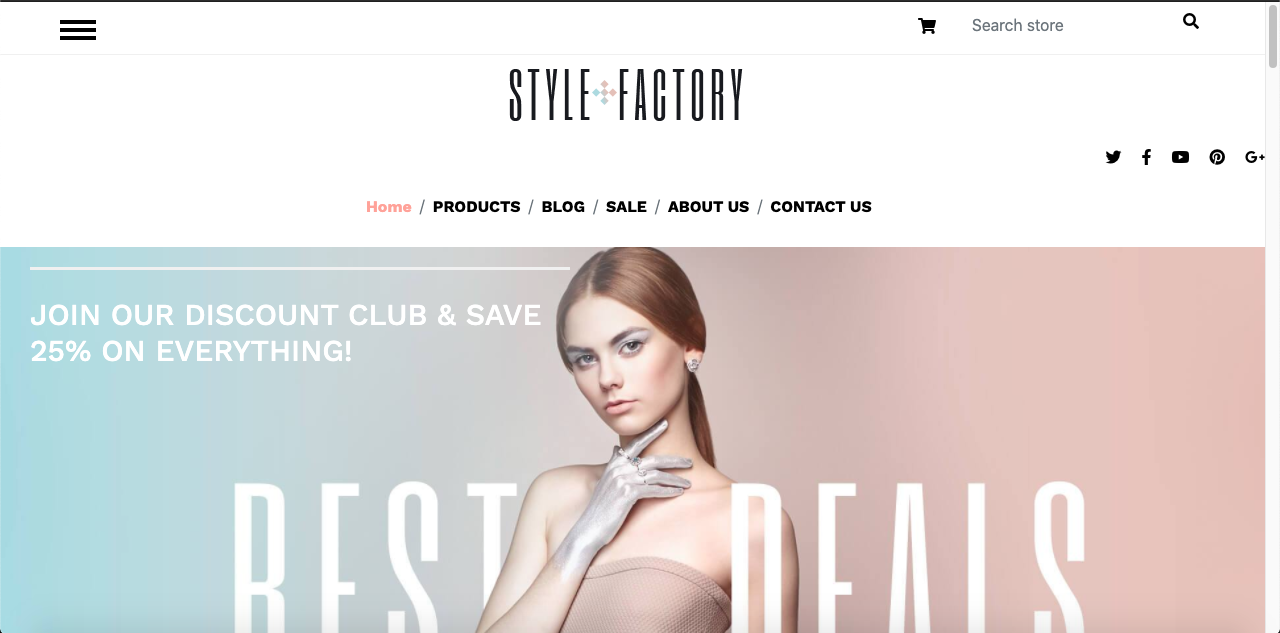 Search store
STYLE FACTORY
Home / PRODUCTS / BLOG / SALE / ABOUT US / CONTACT US
JOIN OUR DISCOUNT CLUB & SAVE
25% ON EVERYTHING!
BEST DEALS